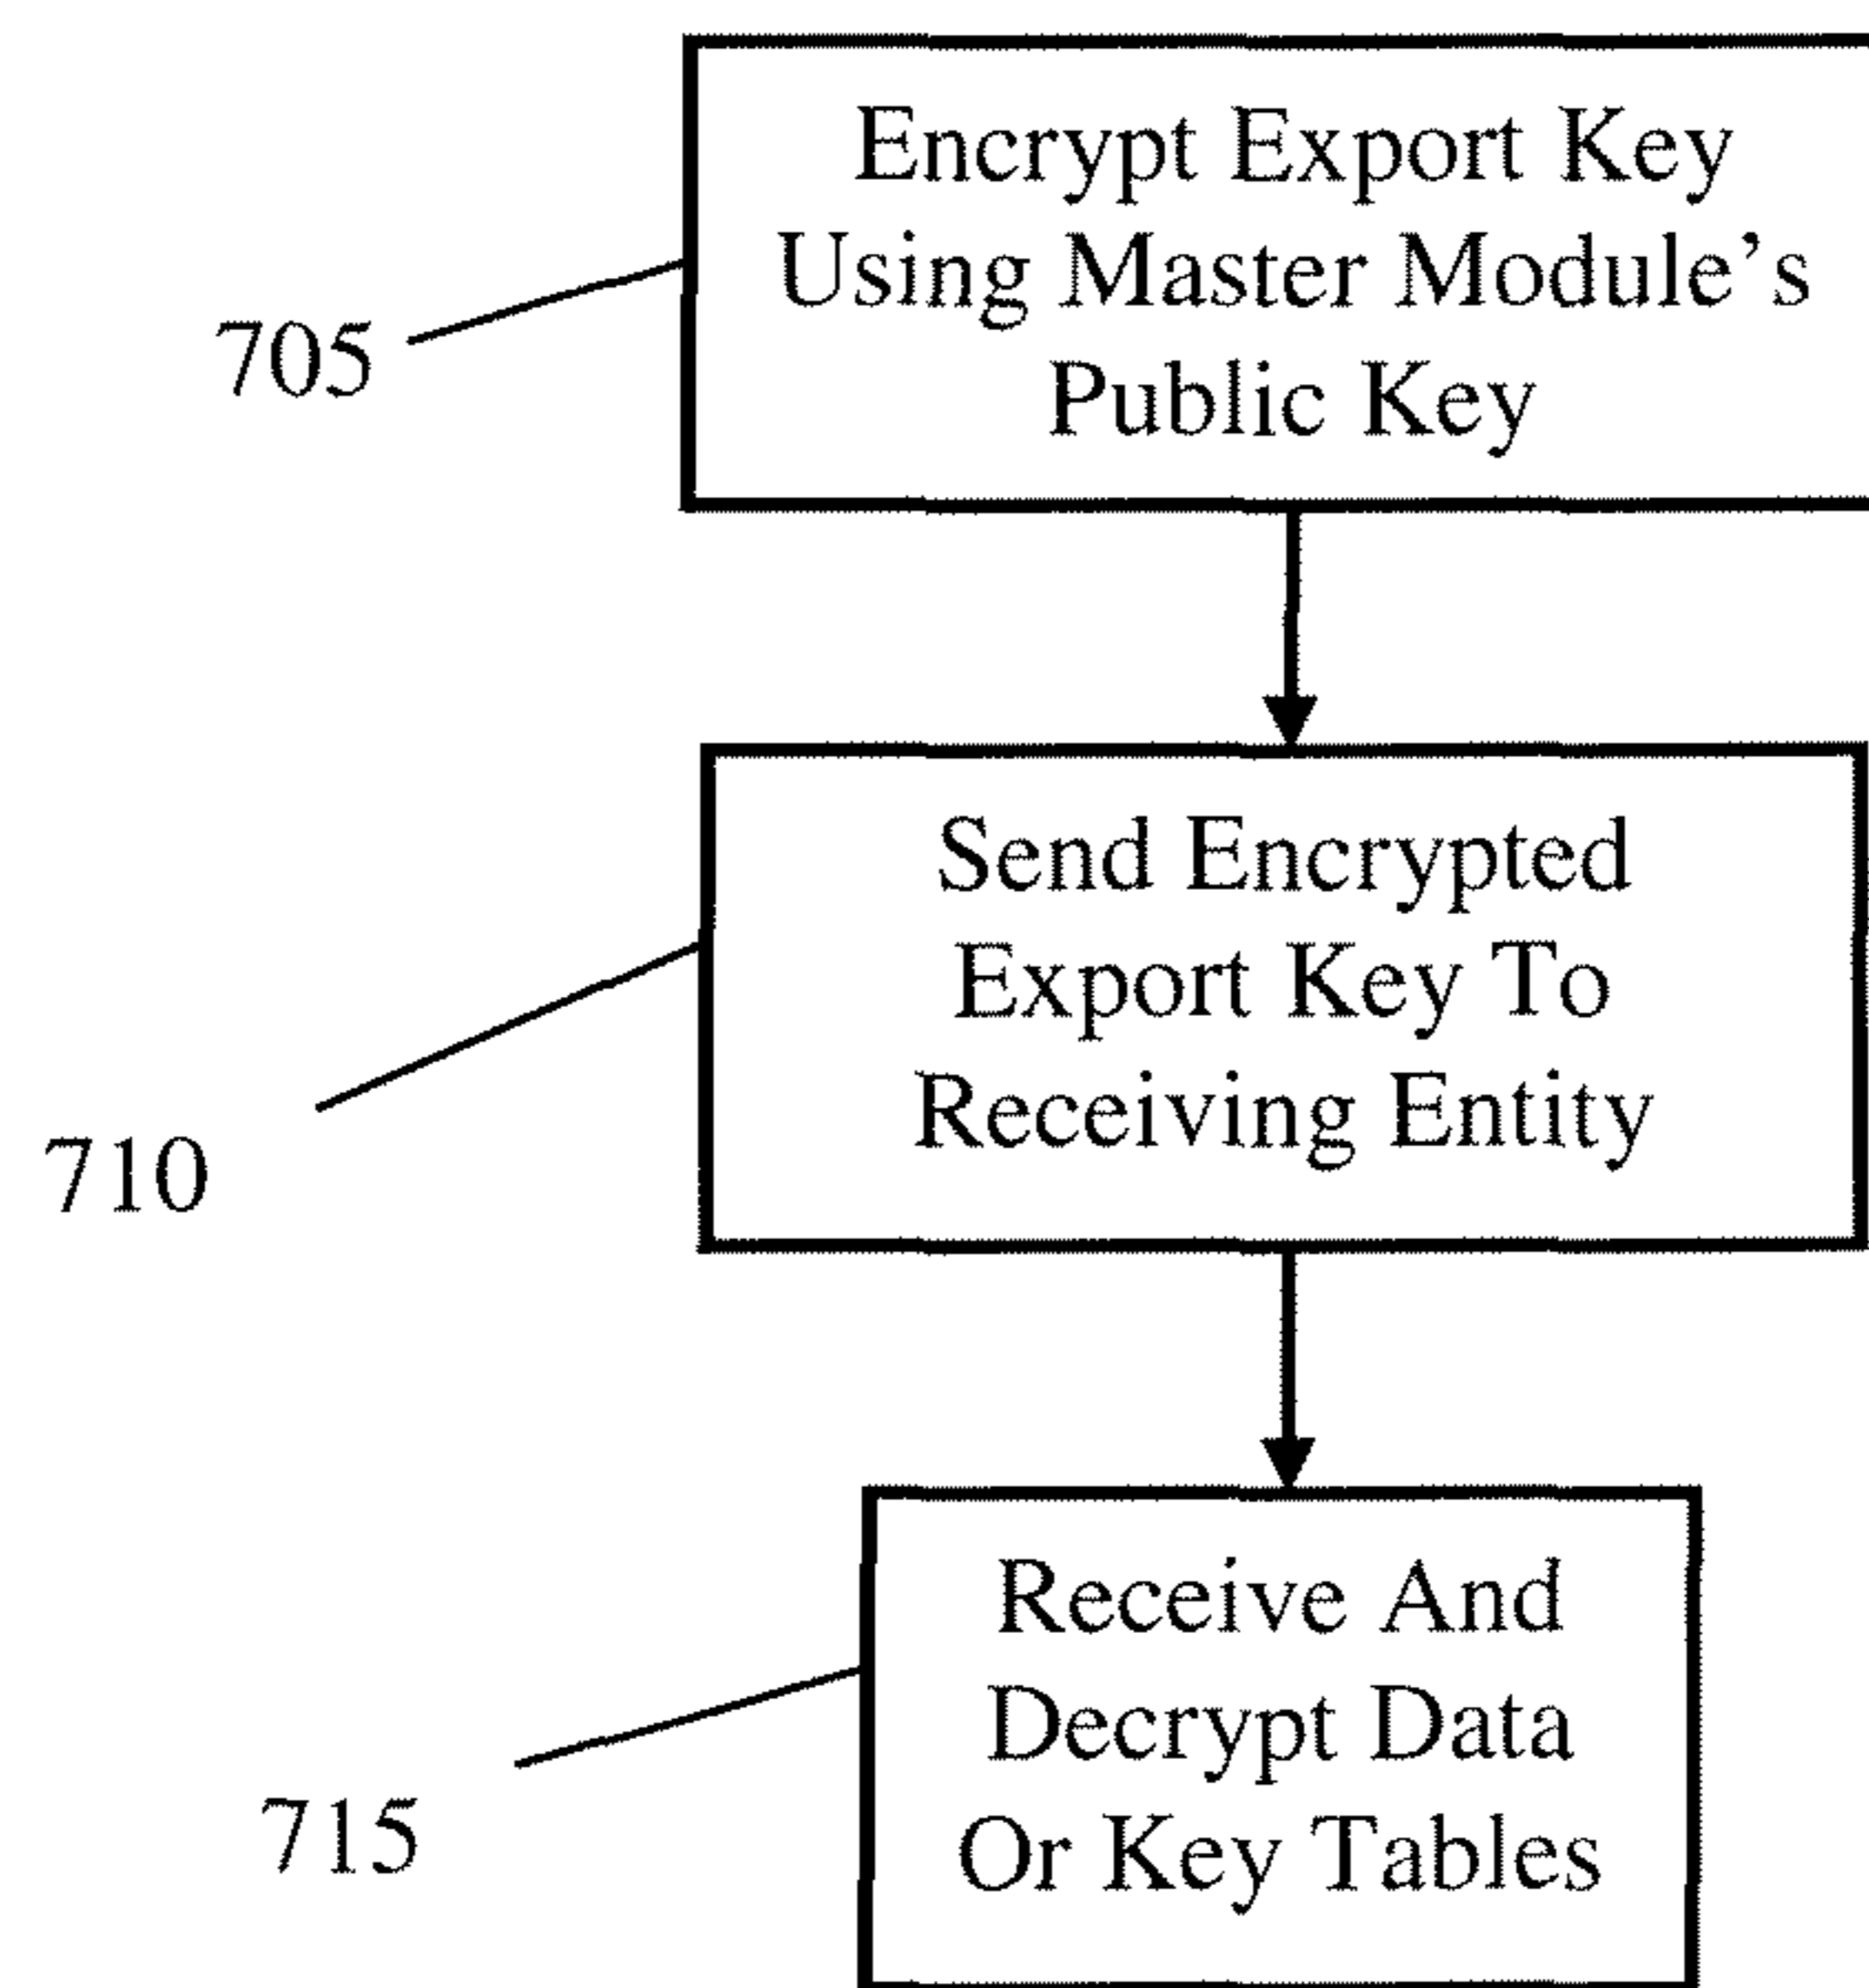 Encrypt Export Key
Using Master Module’s
Public Key
705
Send Encrypted
Export Key To
Receiving Entity
710
Receive And
Decrypt Data
Or Key Tables
715